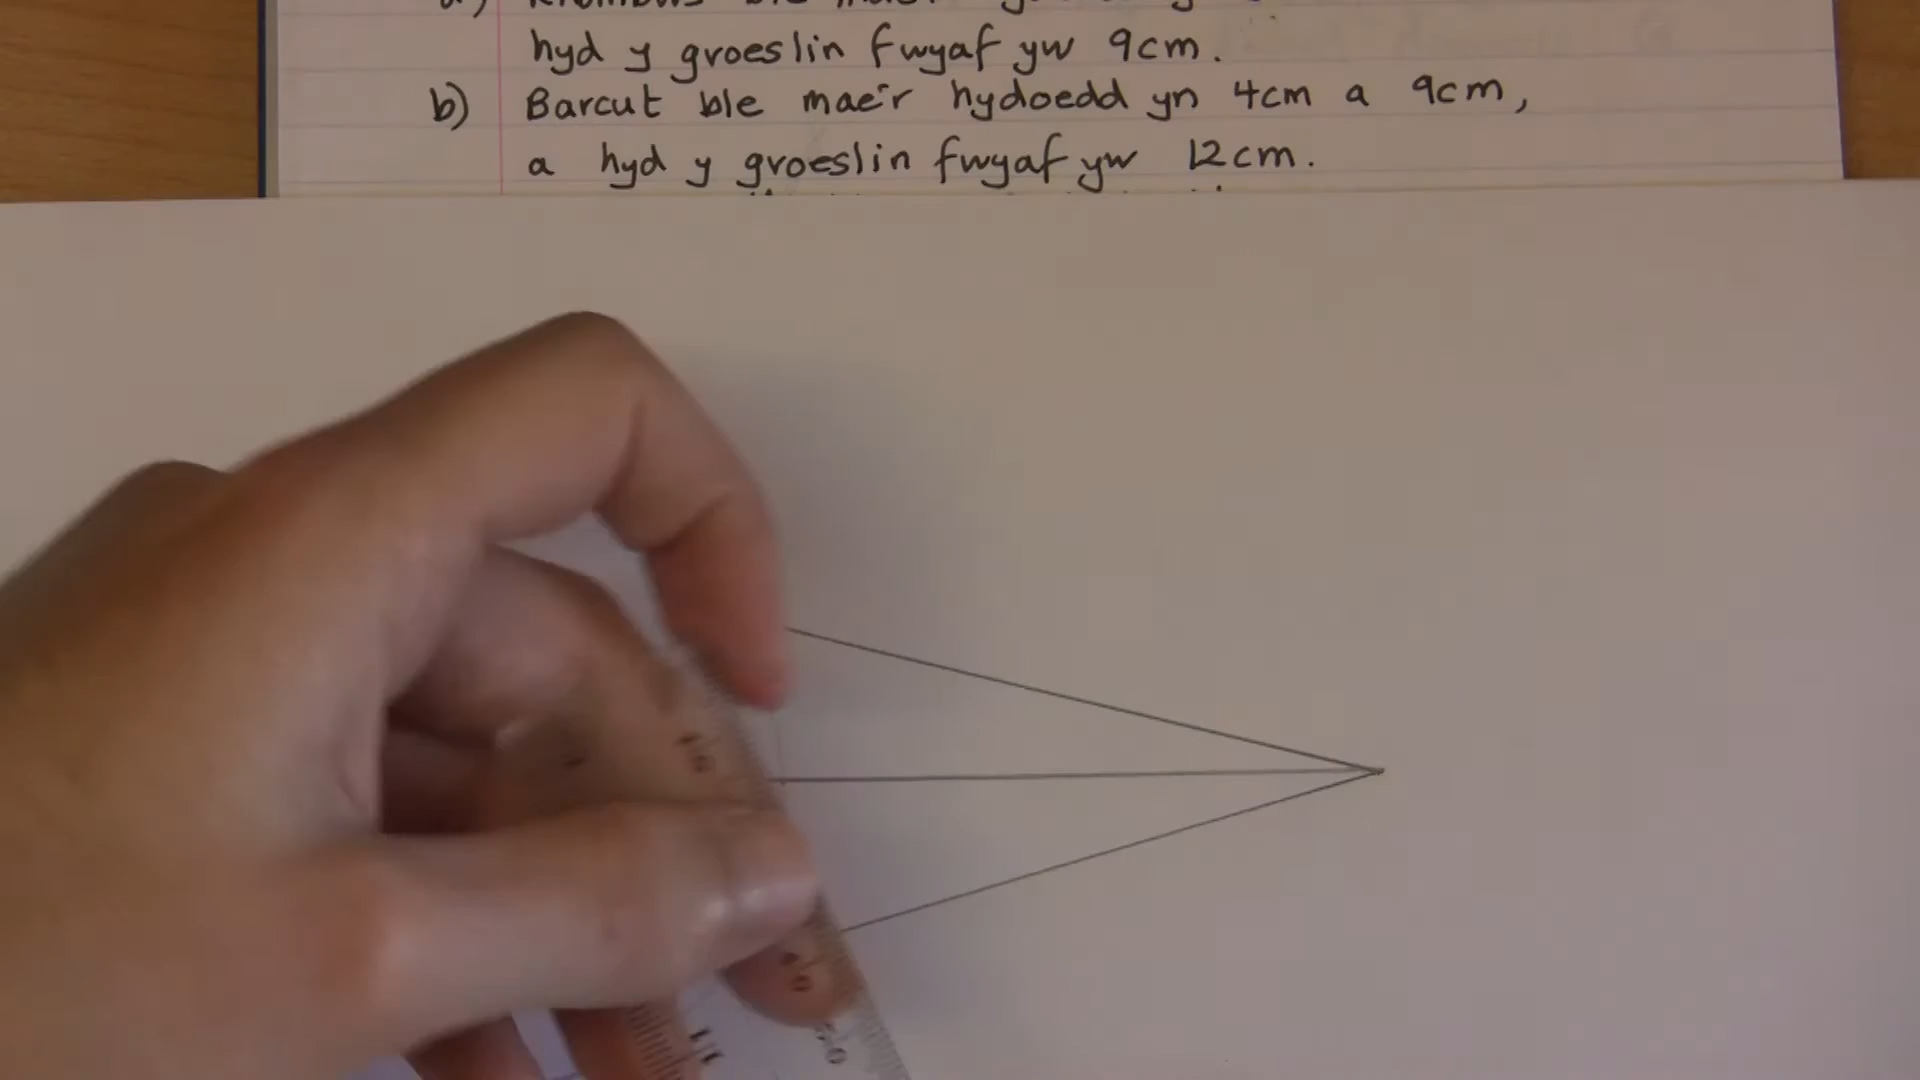 hyd y groeslin fwyaf yw 9cm.
b) Barcut ble mae'r hydoedd yn 4cm a 9cm,
a hyd y groeslin fwyaf yw 12cm.